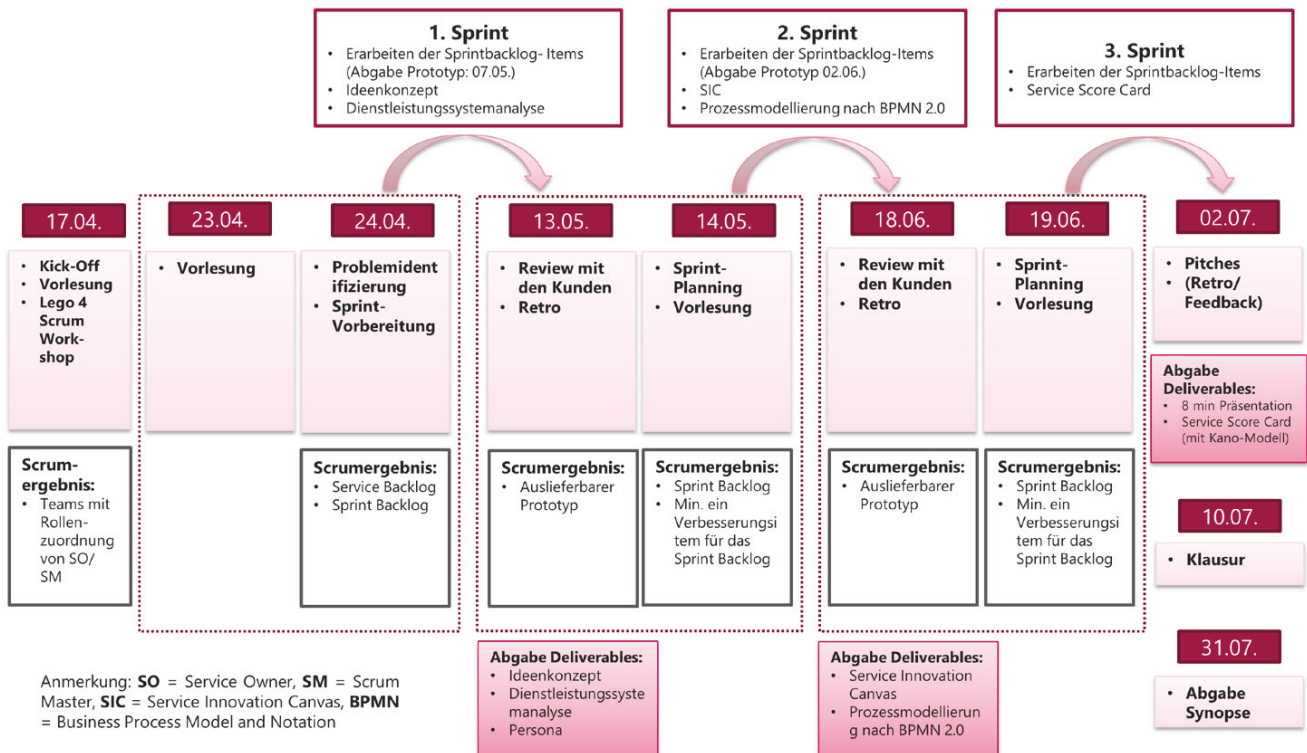 1. Sprint
• Erarbeiten der Sprintbacklog- Items
(Abgabe Prototyp: 07.05.)
• Ideenkonzept
• Dienstleistungssystemanalyse
2. Sprint
• Erarbeiten der Sprintbacklog-Items
(Abgabe Prototyp 02.06.)
• SIC
• Prozessmodellierung nach BPMN 2.0
3. Sprint
• Erarbeiten der Sprintbacklog-Items
• Service Score Card
17.04.
• Kick-Off
• Vorlesung
• Lego 4
Scrum
Work-
shop
Scrum-
ergebnis:
• Teams mit
Rollen-
zuordnung
von SO/
SM
23.04.
• Vorlesung
24.04.
• Problemident
ifizierung
• Sprint-
Vorbereitung
Scrumergebnis:
• Service Backlog
• Sprint Backlog
13.05.
• Review mit
den Kunden
• Retro
Scrumergebnis:
• Auslieferbarer
Prototyp
14.05.
• Sprint-
Planning
• Vorlesung
Scrumergebnis:
• Sprint Backlog
• Min. ein
Verbesserungsi
tem für das
Sprint Backlog
Abgabe Deliverables:
• Ideenkonzept
• Dienstleistungssyste
manalyse
• Persona
18.06.
• Review mit
den Kunden
• Retro
Scrumergebnis:
• Auslieferbarer
Prototyp
19.06.
• Sprint-
Planning
• Vorlesung
Scrumergebnis:
• Sprint Backlog
• Min. ein
Verbesserungsi
tem für das
Sprint Backlog
Abgabe Deliverables:
• Service Innovation
Canvas
• Prozessmodellierun
g nach BPMN 2.0
02.07.
• Pitches
• (Retro/
Feedback)
Abgabe
Deliverables:
• 8 min Präsentation
• Service Score Card
(mit Kano-Modell)
10.07.
• Klausur
31.07.
• Abgabe
Synopse
Anmerkung: SO = Service Owner, SM = Scrum
Master, SIC = Service Innovation Canvas, BPMN
= Business Process Model and Notation